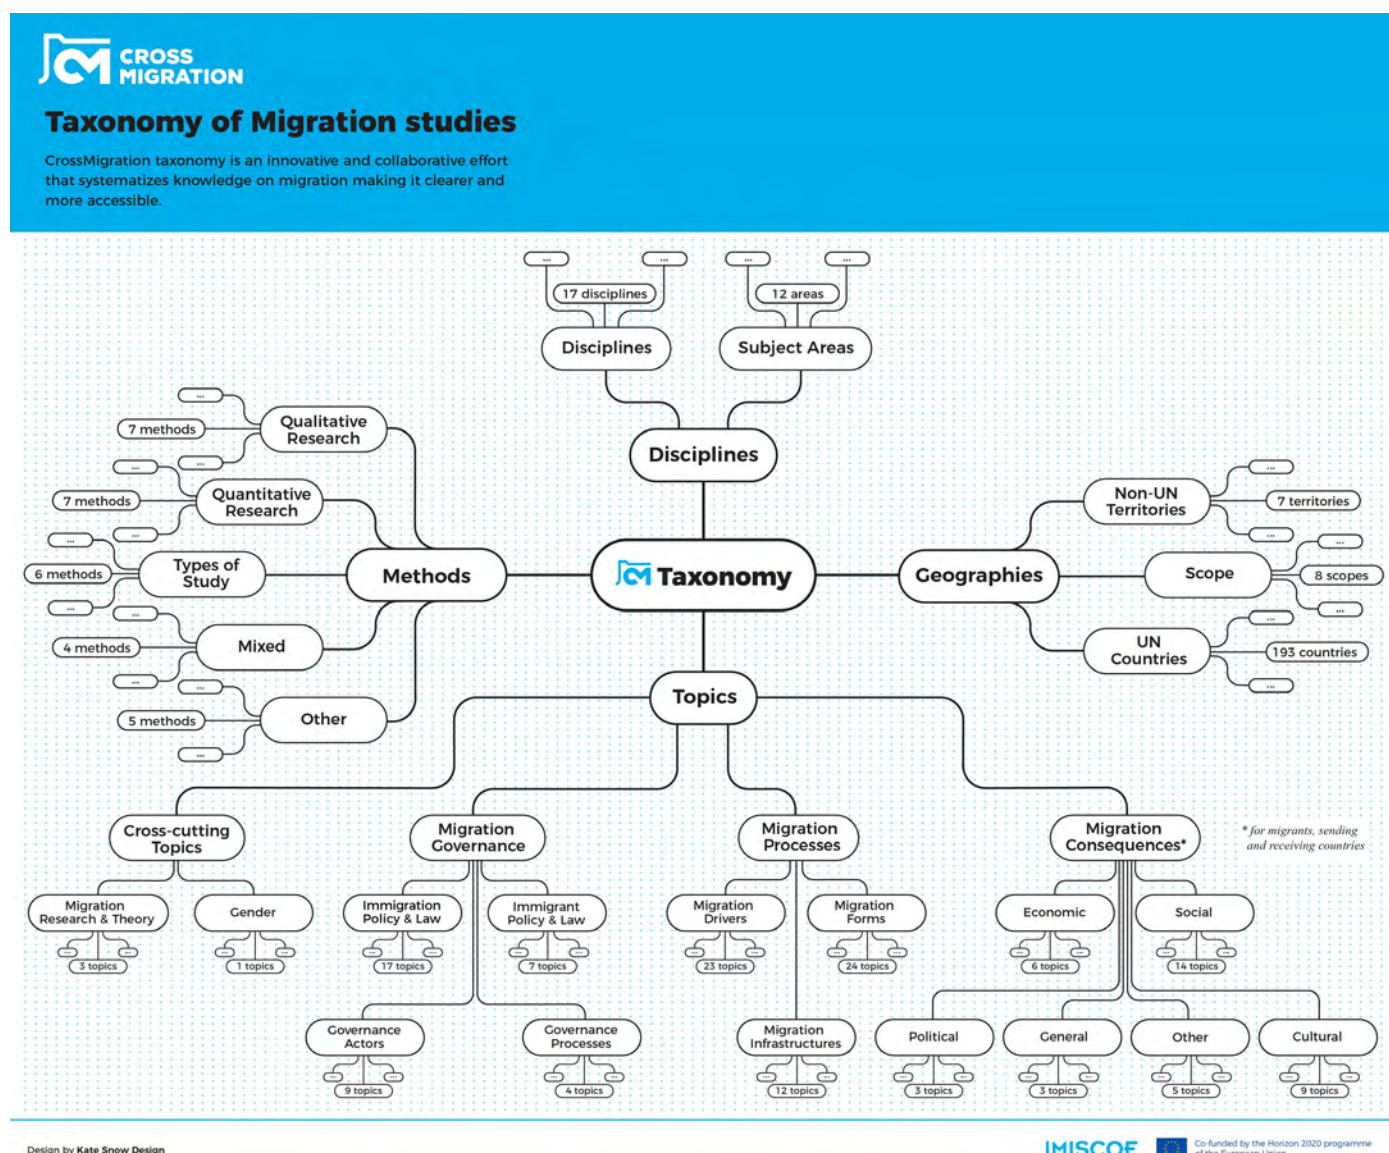 CROSS
MIGRATION
Taxonomy of Migration studies
CrossMigration taxonomy is an innovative and collaborative effort
that systematizes knowledge on migration making it clearer and
more accessible.
...
...
...
...
17 disciplines
12 areas
Disciplines
Subject Areas
Disciplines
...
Qualitative
Research
7 methods
...
...
Quantitative
Research
7 methods
...
...
Types of
Study
6 methods
...
...
Mixed
4 methods
...
...
Other
5 methods
...
Methods
CM Taxonomy
Geographies
...
Non-UN
Territories
7 territories
...
...
Scope
8 scopes
...
...
UN
Countries
193 countries
...
Topics
Cross-cutting
Topics
Migration
Governance
Migration
Processes
Migration
Consequences*
* for migrants, sending
and receiving countries
Migration
Research & Theory
... ...
3 topics
Gender
... ...
1 topics
Immigration
Policy & Law
... ...
17 topics
Immigrant
Policy & Law
... ...
7 topics
Migration
Drivers
... ...
23 topics
Migration
Forms
... ...
24 topics
Economic
... ...
6 topics
Social
... ...
14 topics
Governance
Actors
... ...
9 topics
Governance
Processes
... ...
4 topics
Migration
Infrastructures
... ...
12 topics
Political
... ...
3 topics
General
... ...
3 topics
Other
... ...
5 topics
Cultural
... ...
9 topics
Design by Kate Snow Design
IMISCOE
Co-funded by the Horizon 2020 programme
of the European Union